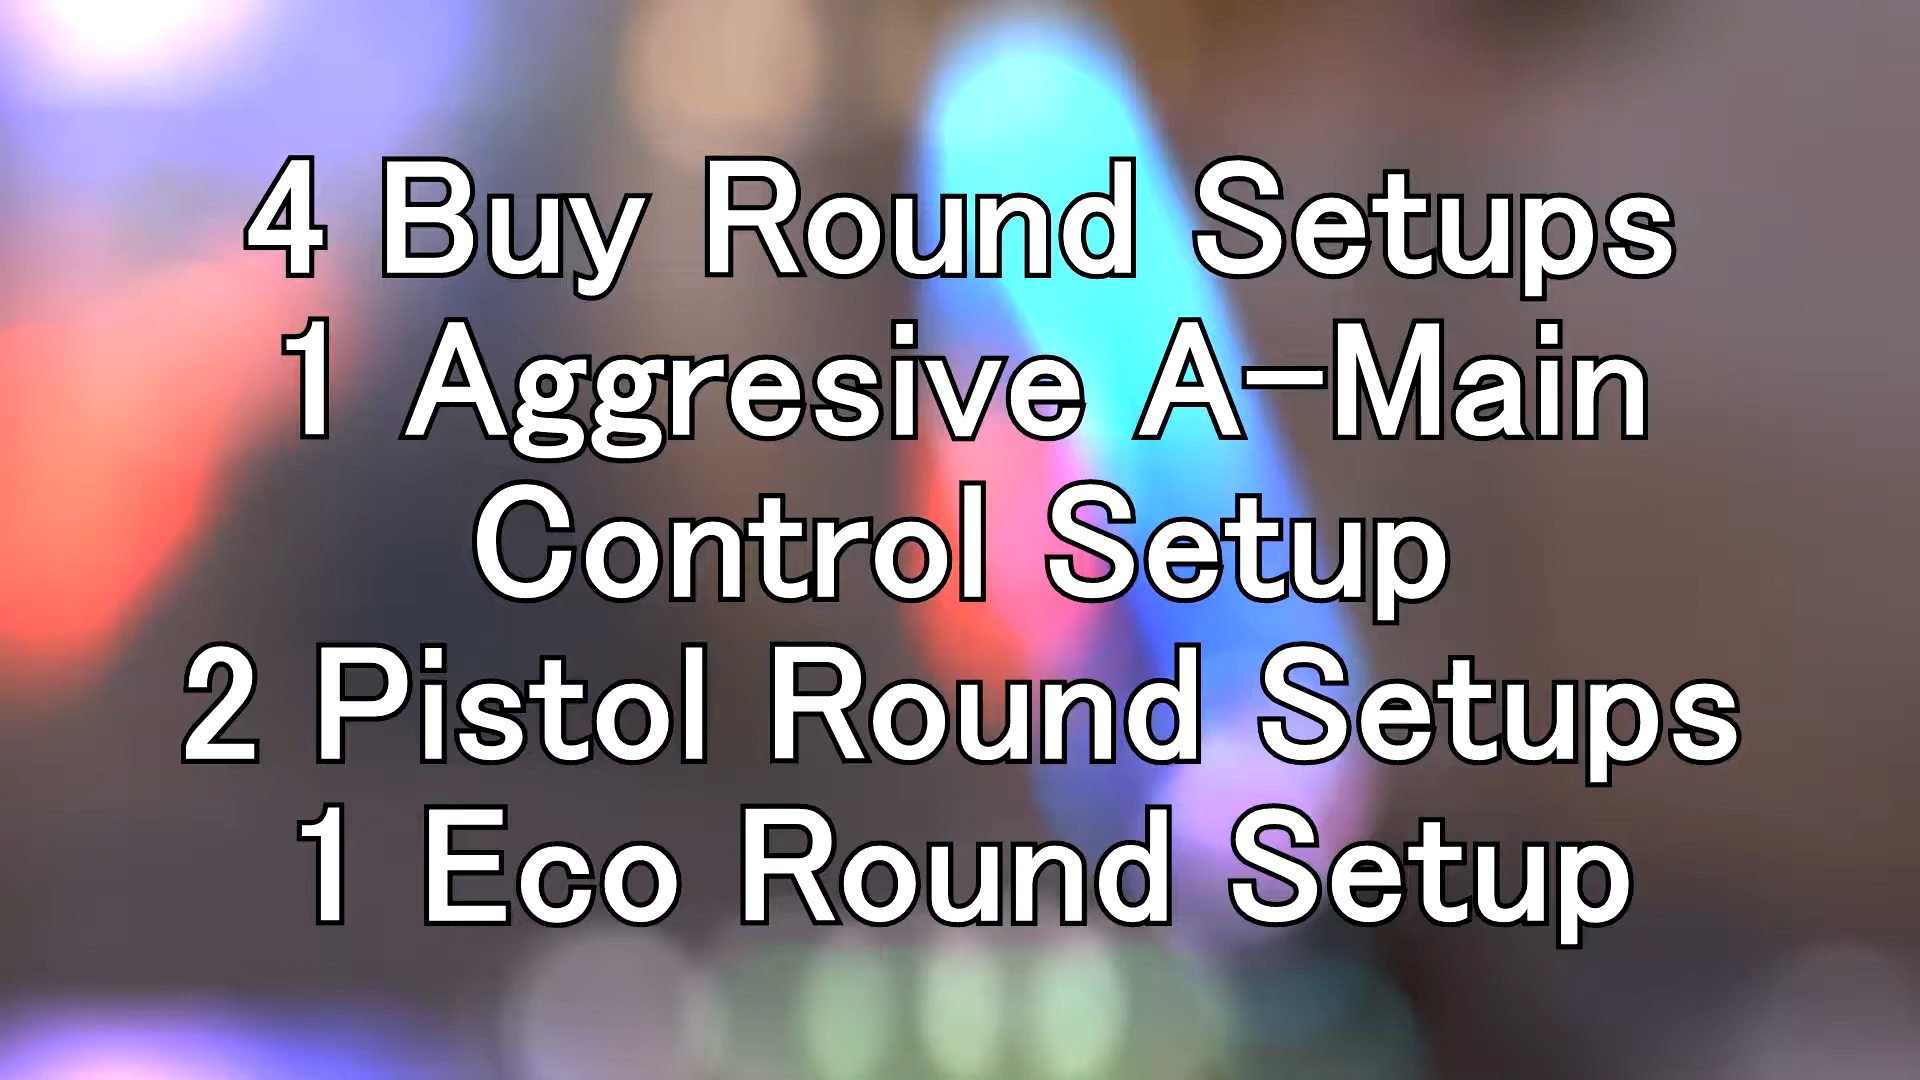 4 Buy Round Setups
1 Aggresive A-Main
Control Setup
2 Pistol Round Setups
1 Eco Round Setup